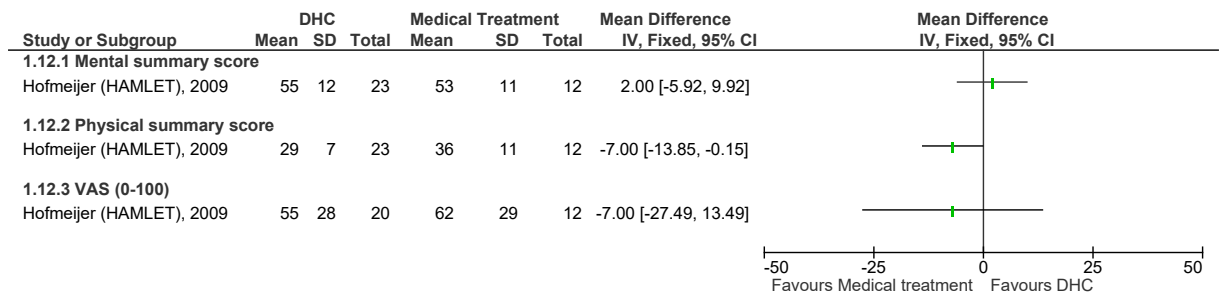 DHC Medical Treatment Mean Difference Mean Difference
Study or Subgroup Mean SD Total Mean SD Total IV, Fixed, 95% CI IV, Fixed, 95% CI
1.12.1 Mental summary score
Hofmeijer (HAMLET), 2009 55 12 23 53 11 12 2.00 [-5.92, 9.92]
1.12.2 Physical summary score
Hofmeijer (HAMLET), 2009 29 7 23 36 11 12 -7.00 [-13.85, -0.15]
1.12.3 VAS (0-100)
Hofmeijer (HAMLET), 2009 55 28 20 62 29 12 -7.00 [-27.49, 13.49]
-50 -25 0 25 50
Favours Medical treatment Favours DHC